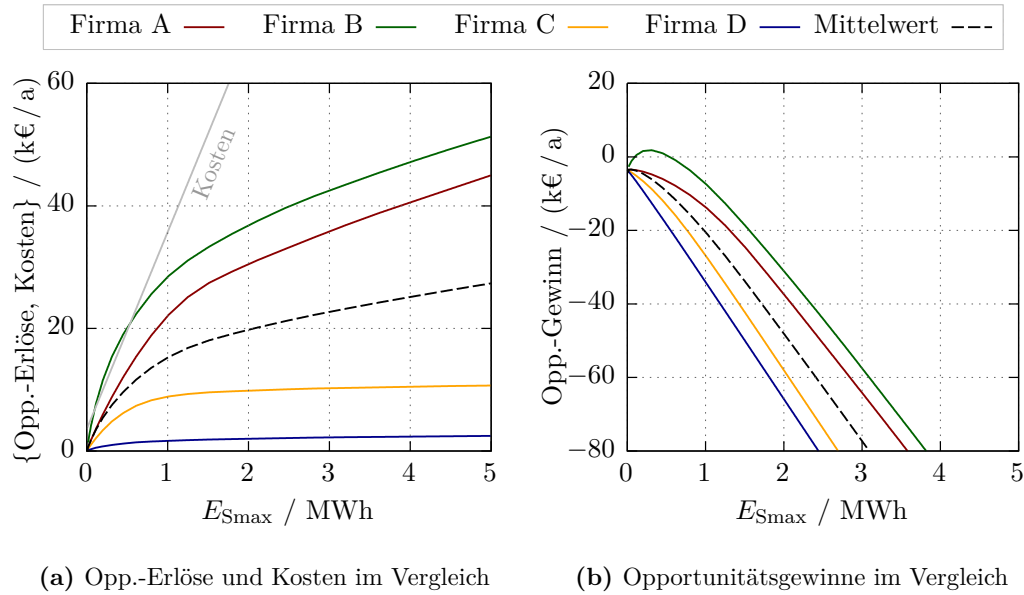 Firma A Firma B Firma C Firma D Mittelwert
{Opp.-Erlöse, Kosten} / (k€ / a)
60
40
20
0
Kosten
0 1 2 3 4 5
E_Smax / MWh
(a) Opp.-Erlöse und Kosten im Vergleich
Opp.-Gewinn / (k€ / a)
20
0
−20
−40
−60
−80
0 1 2 3 4 5
E_Smax / MWh
(b) Opportunitätsgewinne im Vergleich